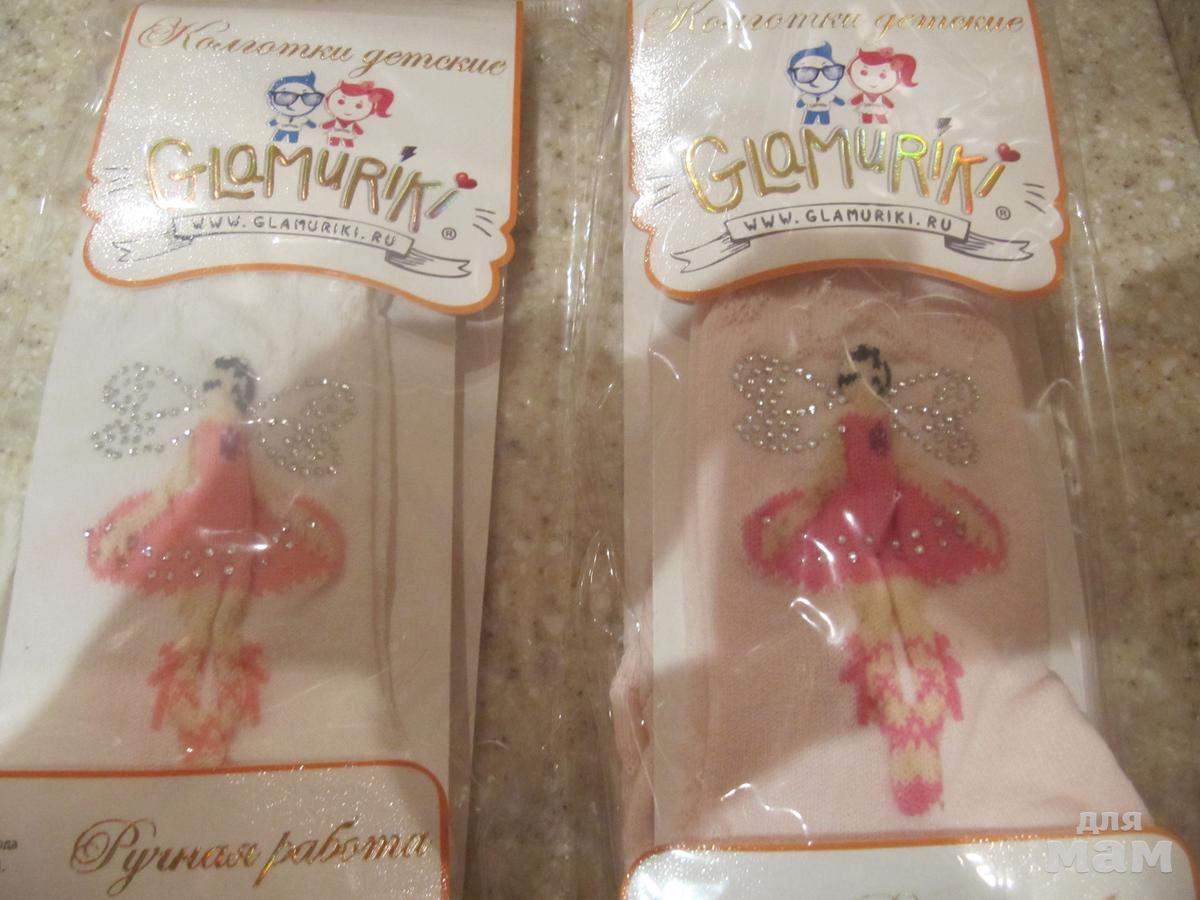 Колготки детские
GLAMURIKI
WWW.GLAMURIKI.RU ®
Ручная работа
Колготки детские
GLAMURIKI
WWW.GLAMURIKI.RU ®
для
мам